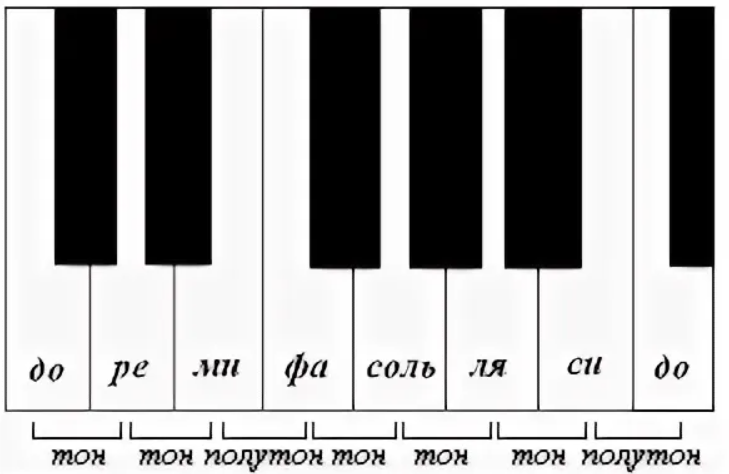 до ре ми фа соль ля си до
тон тон полутон тон тон тон полутон